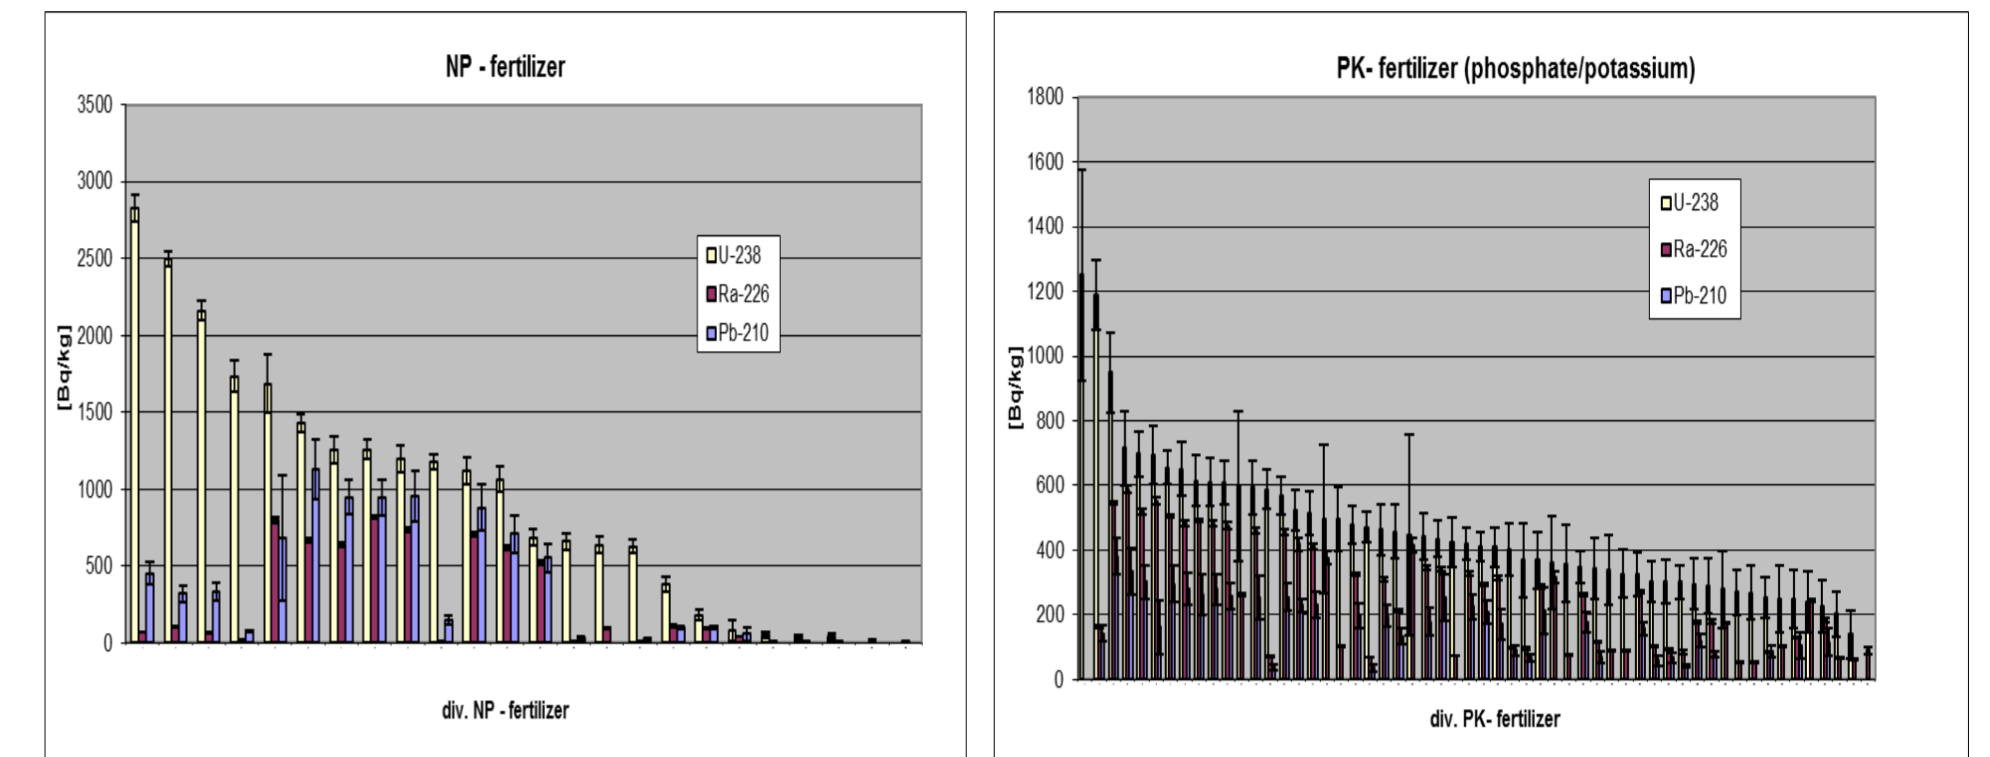 NP - fertilizer
3500
3000
2500
2000
1500
1000
500
0
[Bq/kg]
U-238
Ra-226
Pb-210
div. NP - fertilizer
PK- fertilizer (phosphate/potassium)
1800
1600
1400
1200
1000
800
600
400
200
0
[Bq/kg]
U-238
Ra-226
Pb-210
div. PK- fertilizer